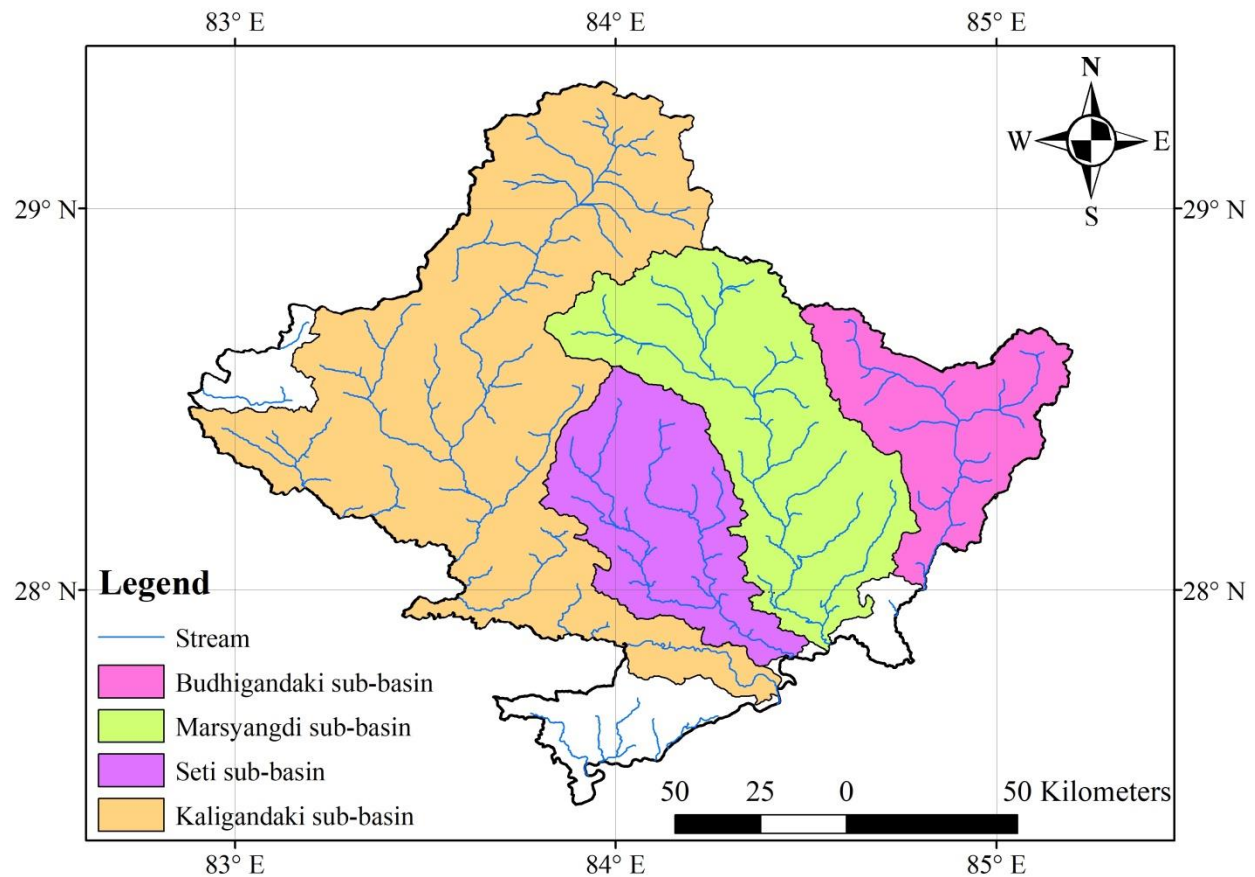 83° E 84° E 85° E
N
W E
S
29° N 29° N
28° N 28° N
Legend
Stream
Budhigandaki sub-basin
Marsyangdi sub-basin
Seti sub-basin
Kaligandaki sub-basin
50 25 0 50 Kilometers
83° E 84° E 85° E